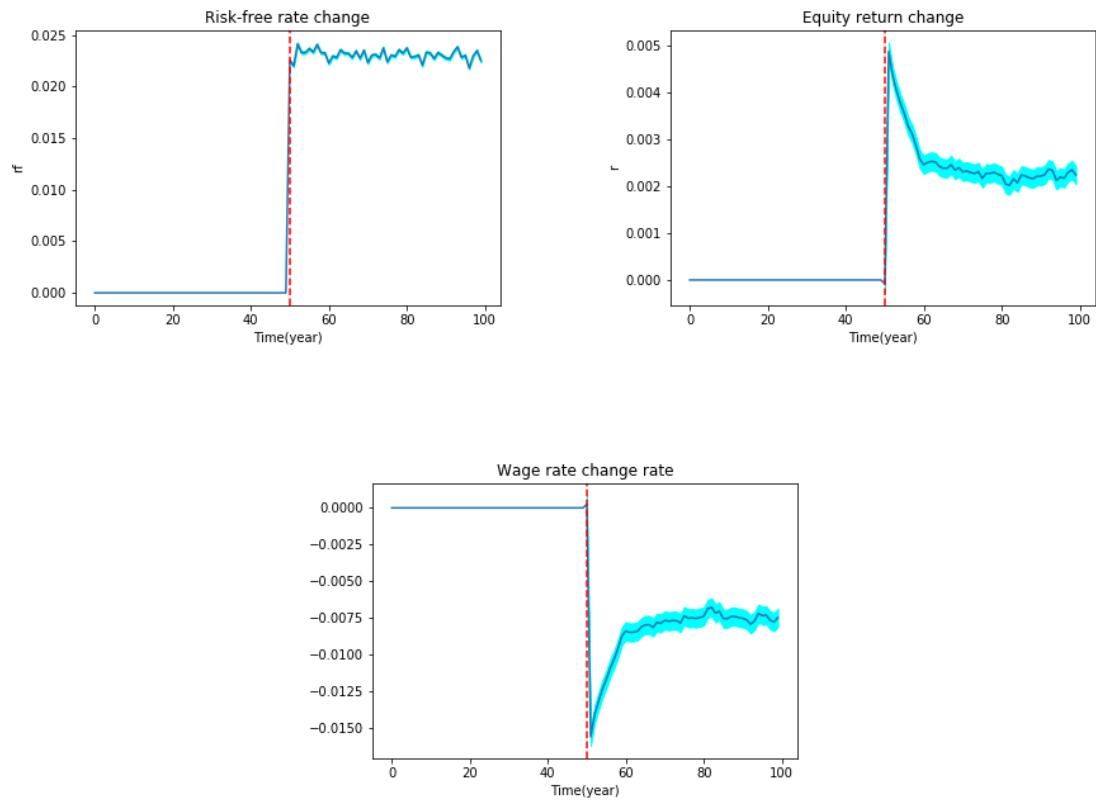 Risk-free rate change
0.025
0.020
0.015
0.010
0.005
0.000
rf
0 20 40 60 80 100
Time(year)
Equity return change
0.005
0.004
0.003
0.002
0.001
0.000
r
0 20 40 60 80 100
Time(year)
Wage rate change rate
0.0000
−0.0025
−0.0050
−0.0075
−0.0100
−0.0125
−0.0150
0 20 40 60 80 100
Time(year)